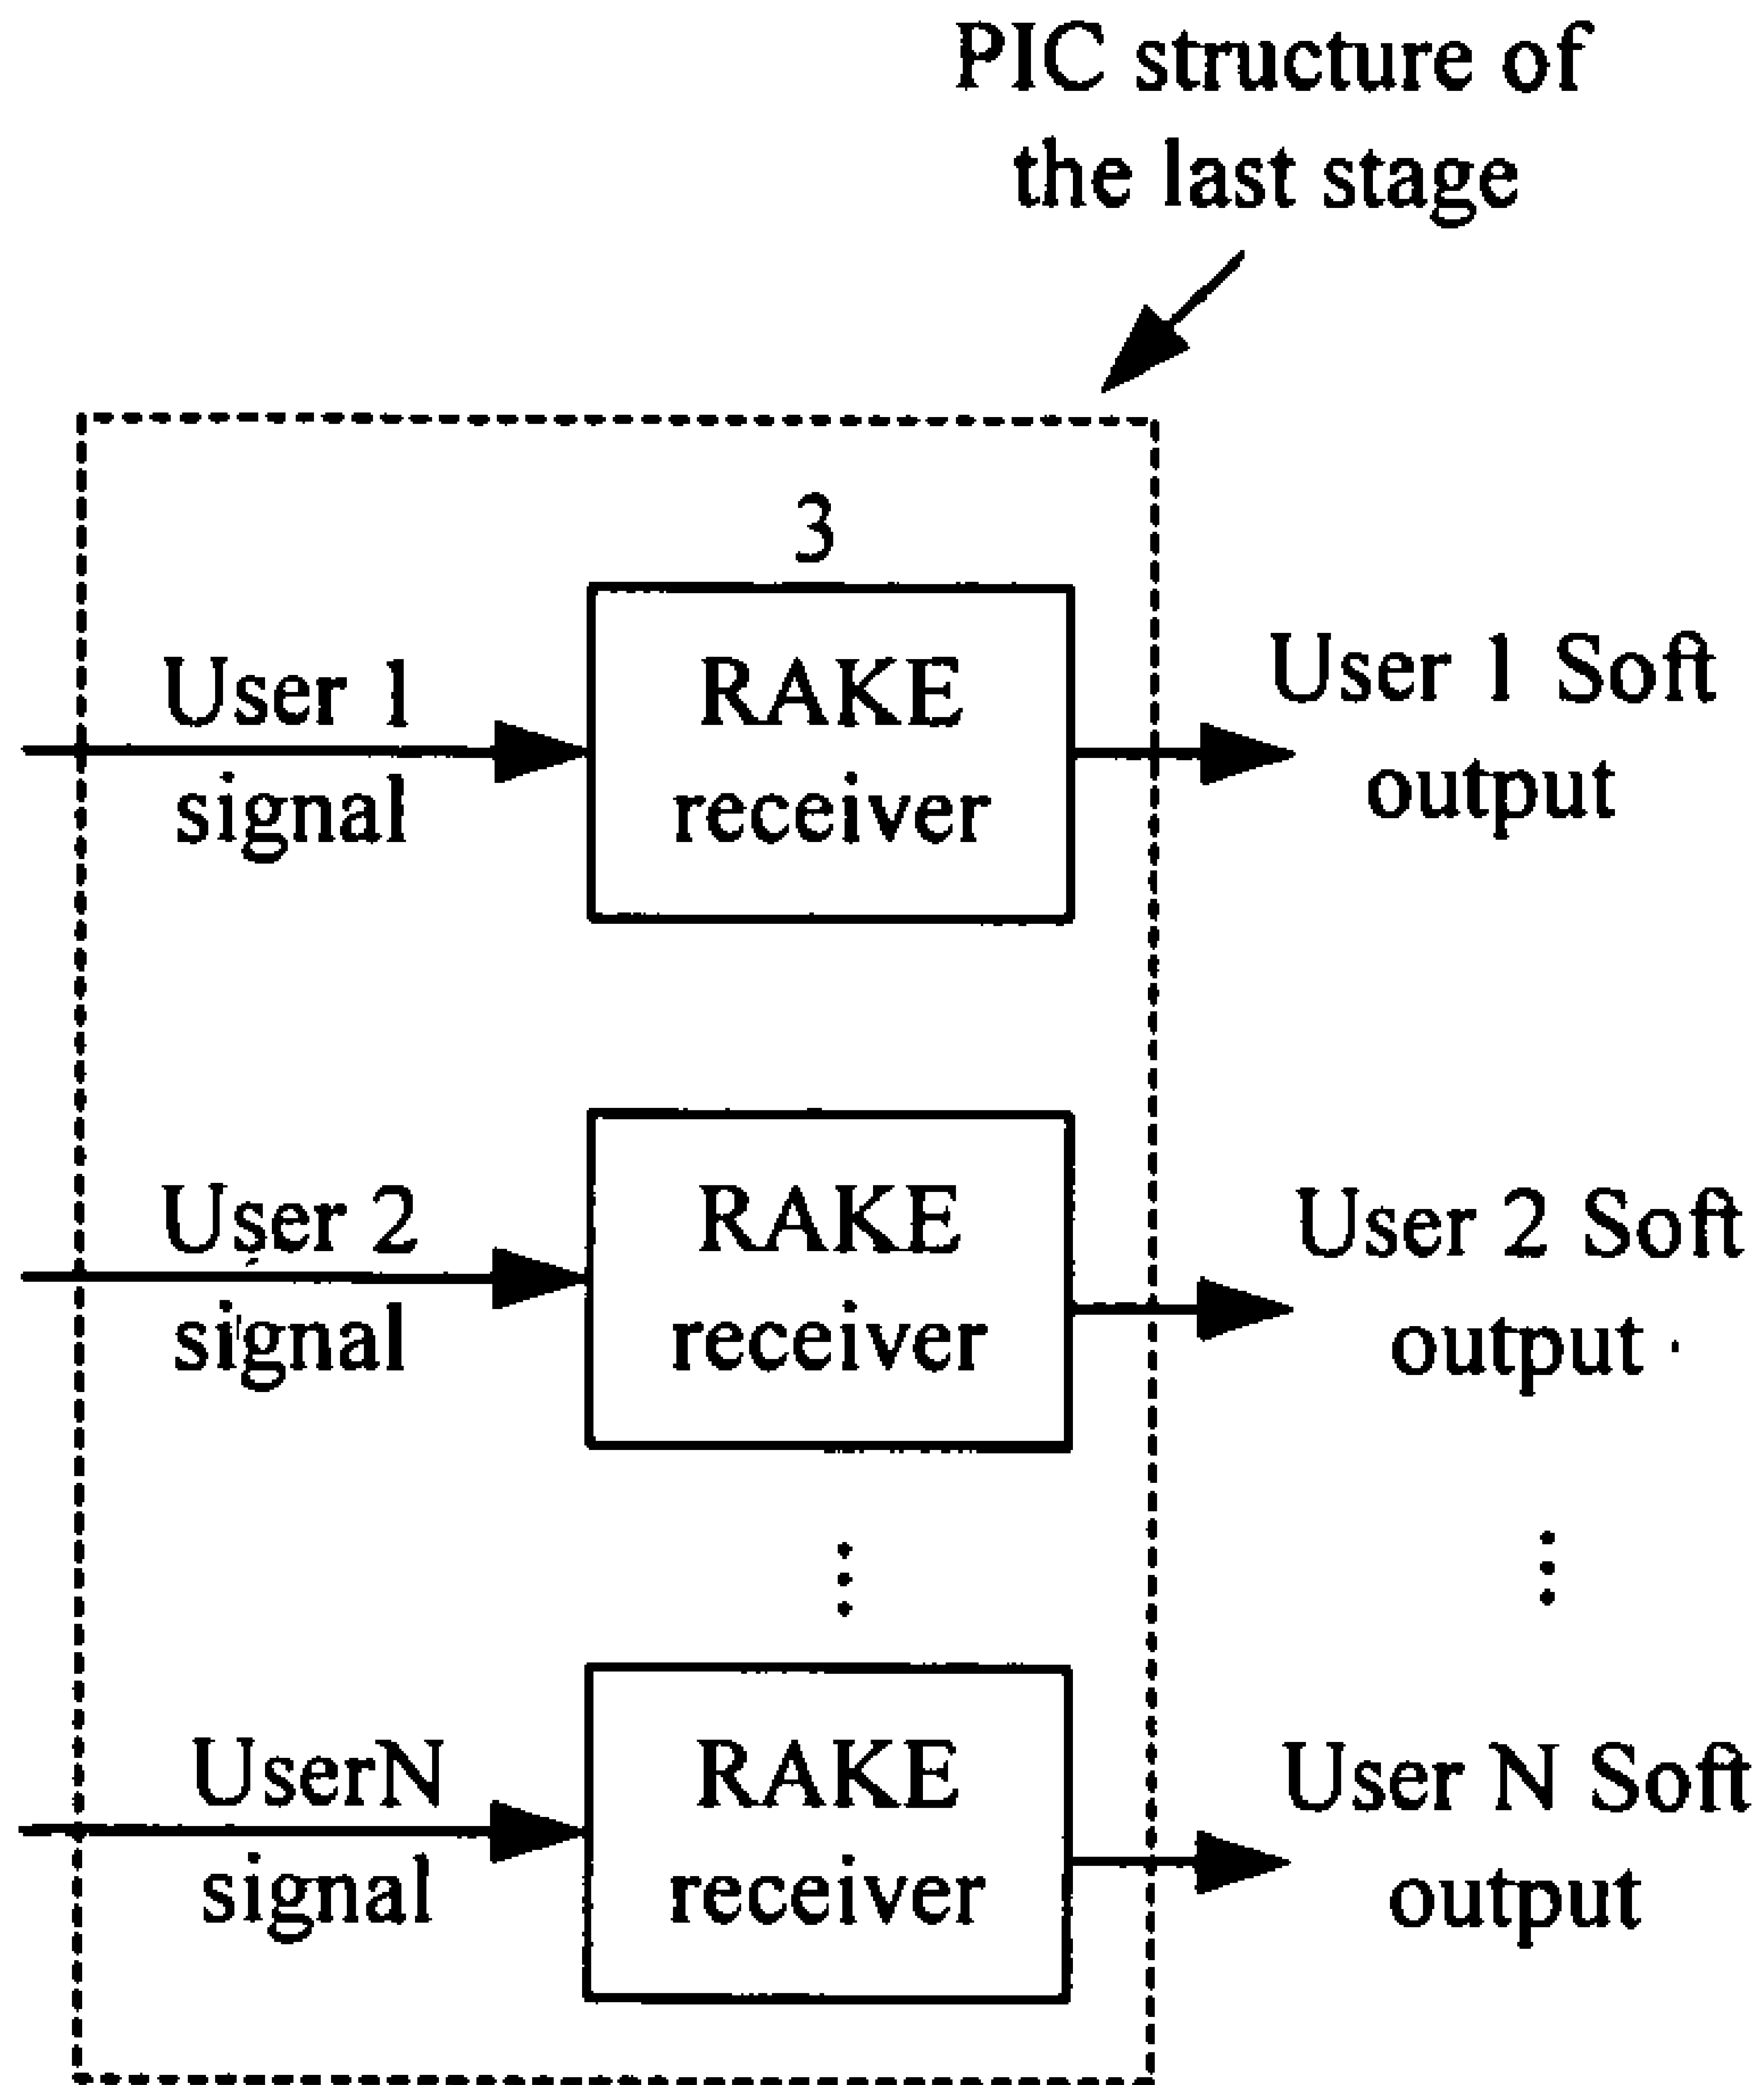 PIC structure of
the last stage
3
User 1
signal
RAKE
receiver
User 1 Soft
output
User 2
signal
RAKE
receiver
User 2 Soft
output
UserN
signal
RAKE
receiver
User N Soft
output